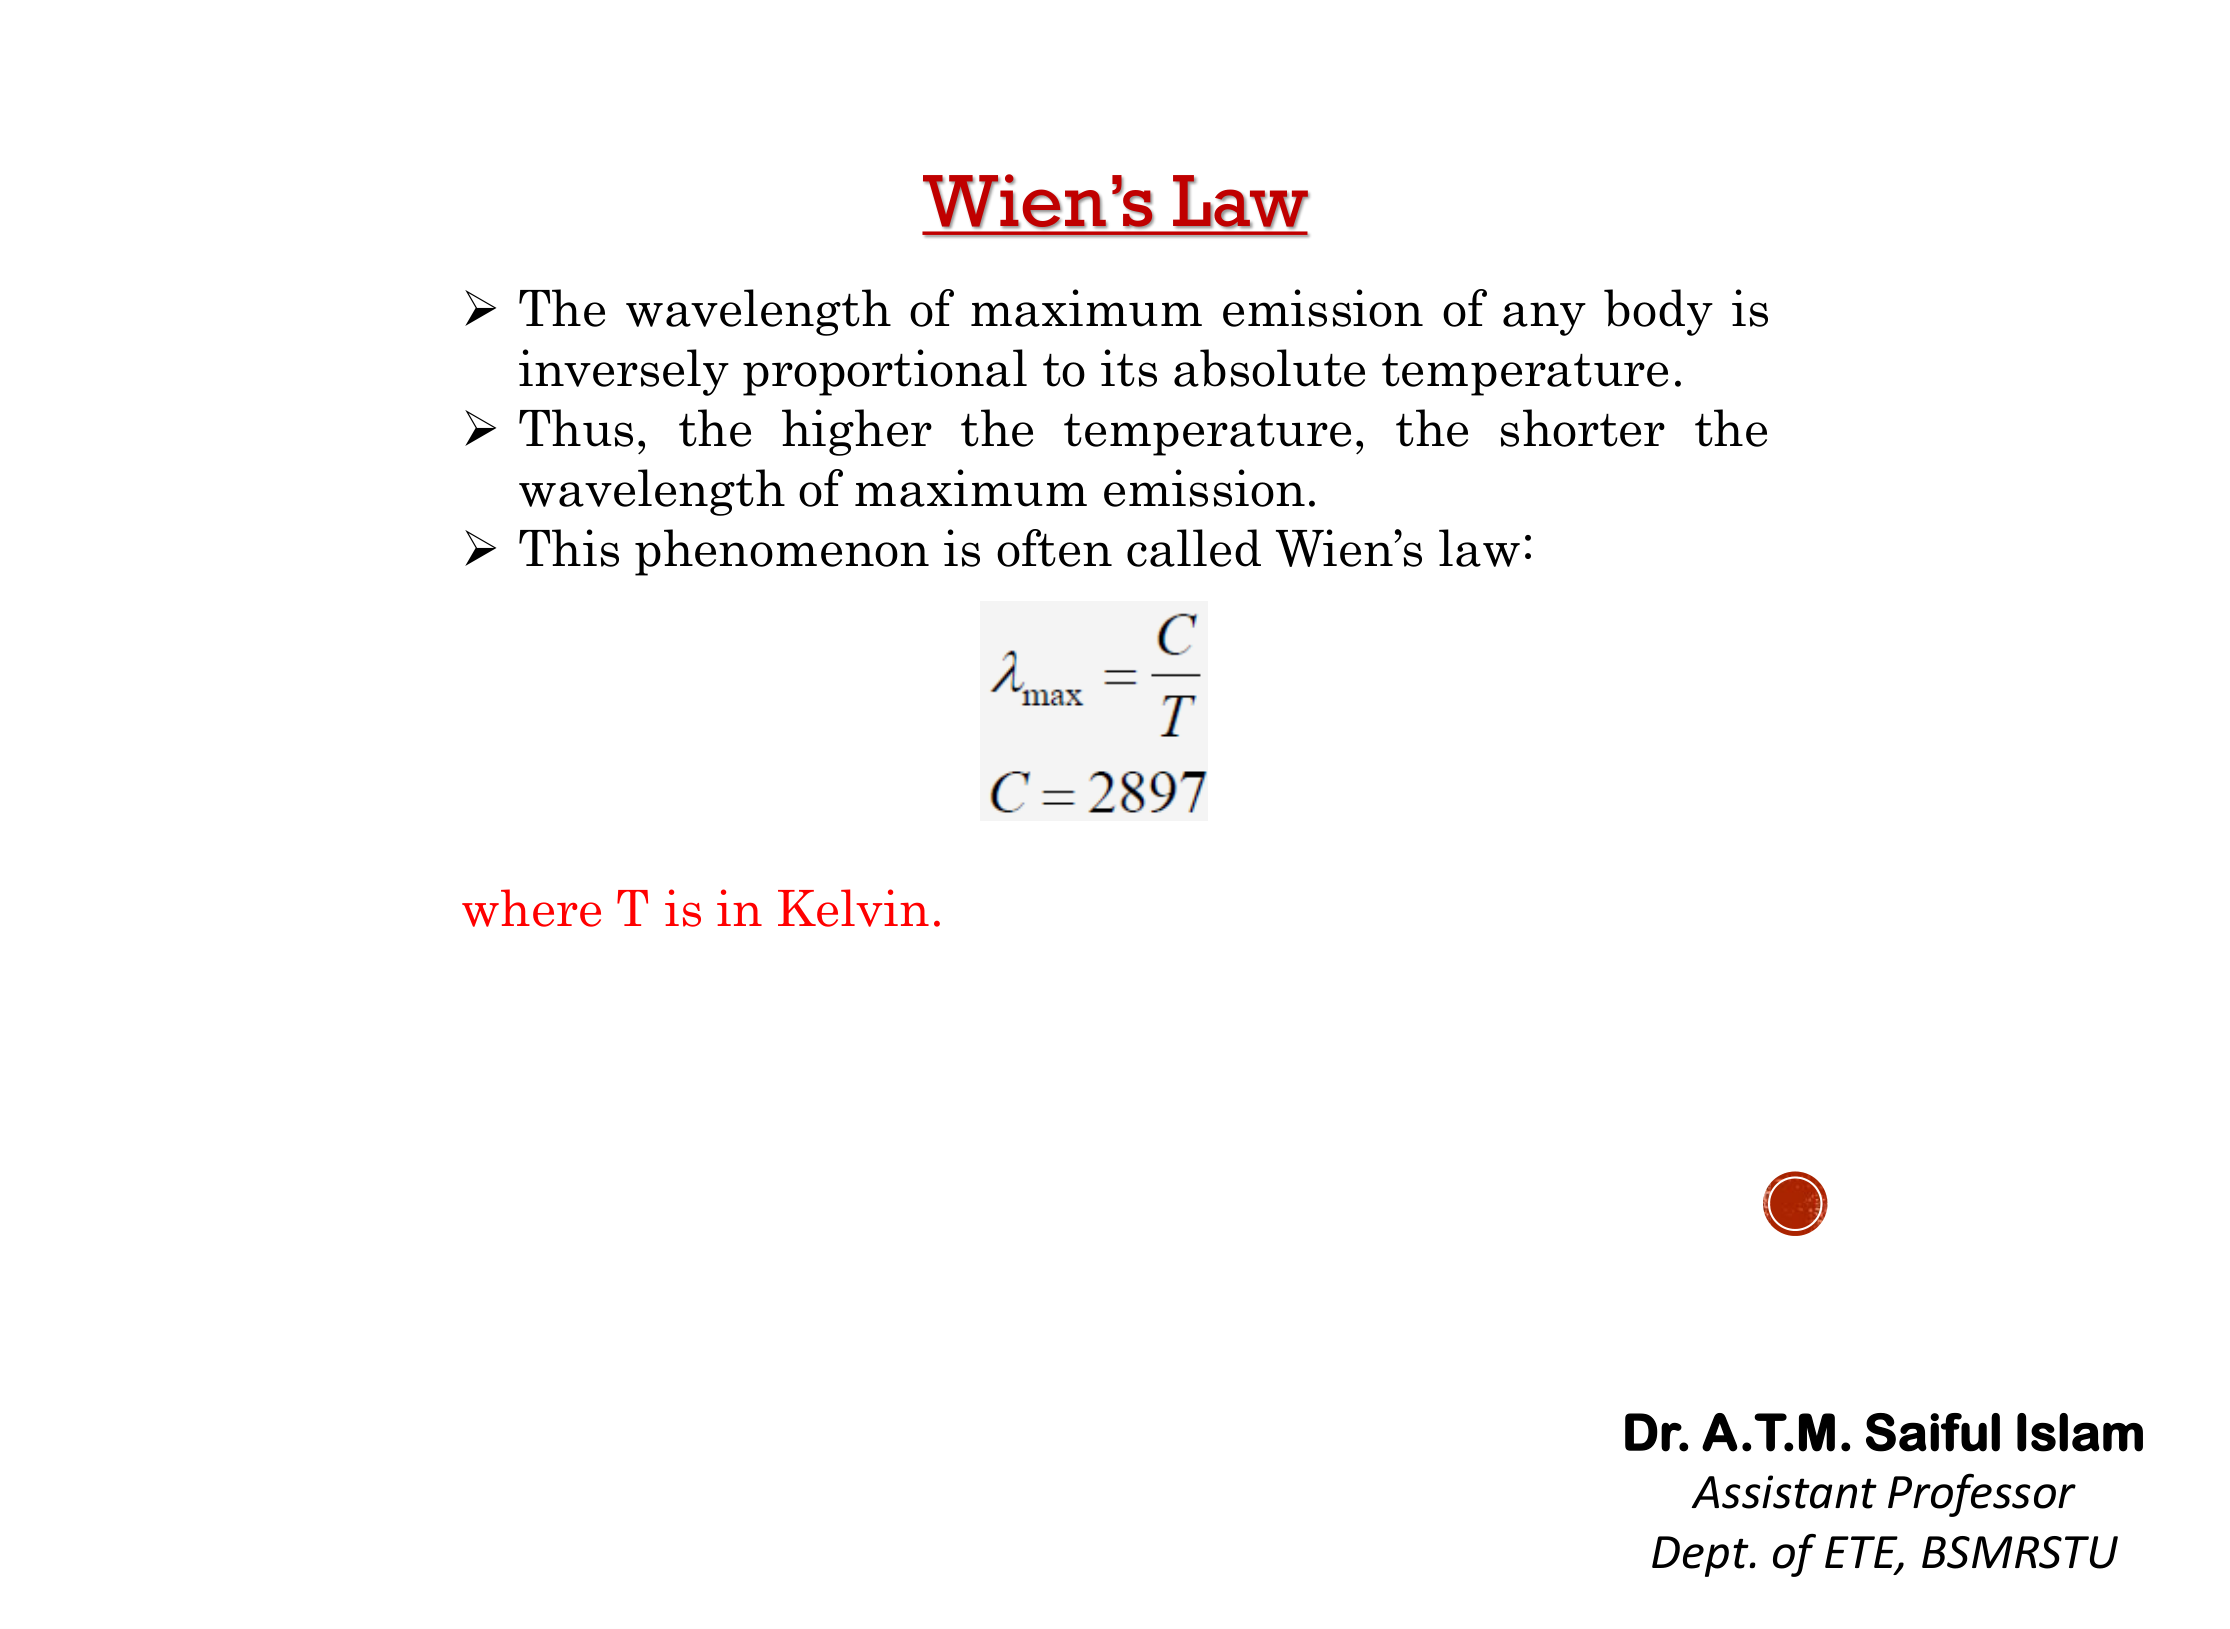 Wien’s Law
➢ The wavelength of maximum emission of any body is
inversely proportional to its absolute temperature.
➢ Thus, the higher the temperature, the shorter the
wavelength of maximum emission.
➢ This phenomenon is often called Wien’s law:
λmax = C/T
C = 2897
where T is in Kelvin.
Dr. A.T.M. Saiful Islam
Assistant Professor
Dept. of ETE, BSMRSTU